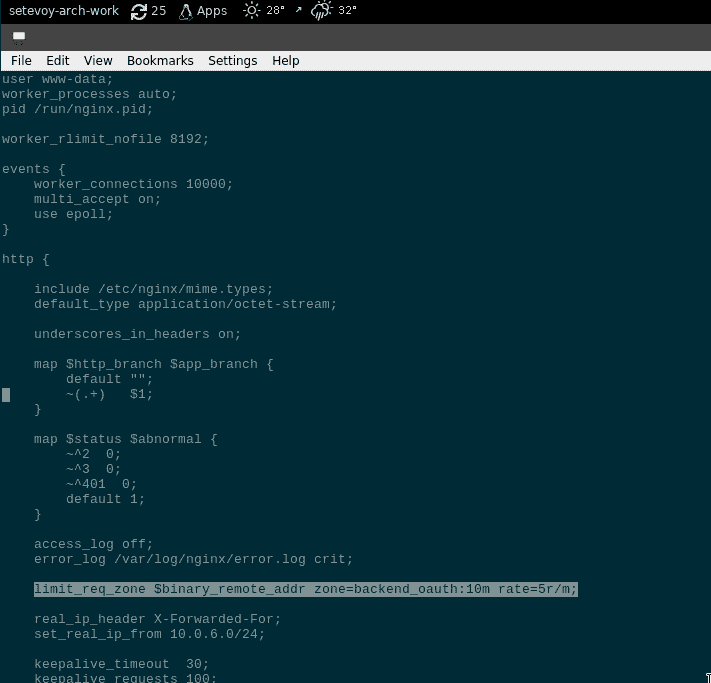 setevoy-arch-work 25 Apps 28° ↗ 32°
File Edit View Bookmarks Settings Help
user www-data;
worker_processes auto;
pid /run/nginx.pid;
worker_rlimit_nofile 8192;
events {
    worker_connections 10000;
    multi_accept on;
    use epoll;
}
http {
    include /etc/nginx/mime.types;
    default_type application/octet-stream;
    underscores_in_headers on;
    map $http_branch $app_branch {
        default "";
        ~(.+)   $1;
    }
    map $status $abnormal {
        ~^2  0;
        ~^3  0;
        ~^401  0;
        default 1;
    }
    access_log off;
    error_log /var/log/nginx/error.log crit;
    limit_req_zone $binary_remote_addr zone=backend_oauth:10m rate=5r/m;
    real_ip_header X-Forwarded-For;
    set_real_ip_from 10.0.6.0/24;
    keepalive_timeout  30;
    keepalive_requests 100;